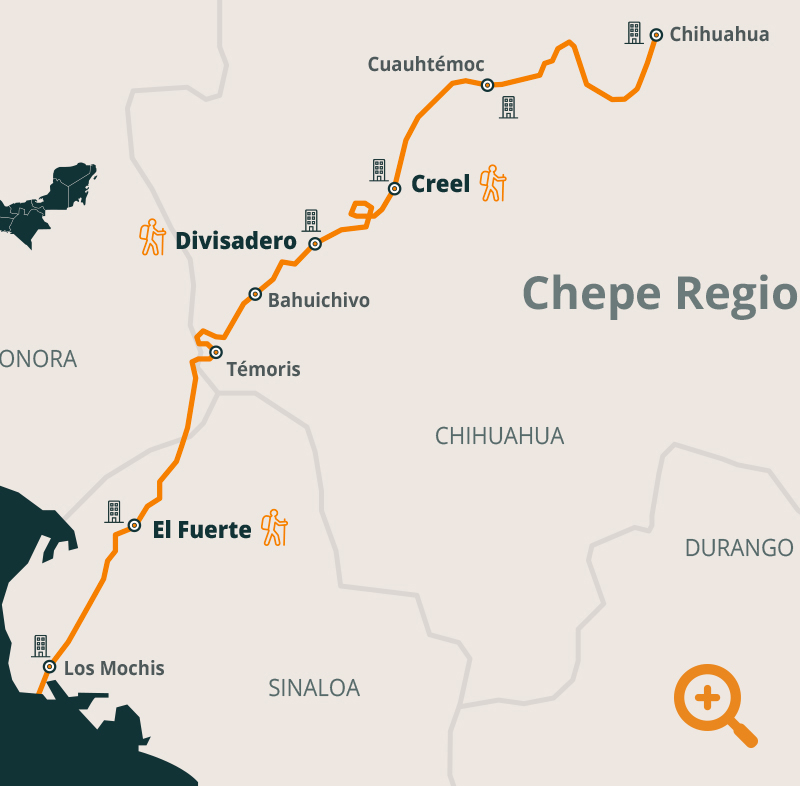 Chihuahua
Cuauhtémoc
Creel
Divisadero
Chepe Regio
Bahuichivo
ONORA
Témoris
CHIHUAHUA
El Fuerte
DURANGO
Los Mochis
SINALOA